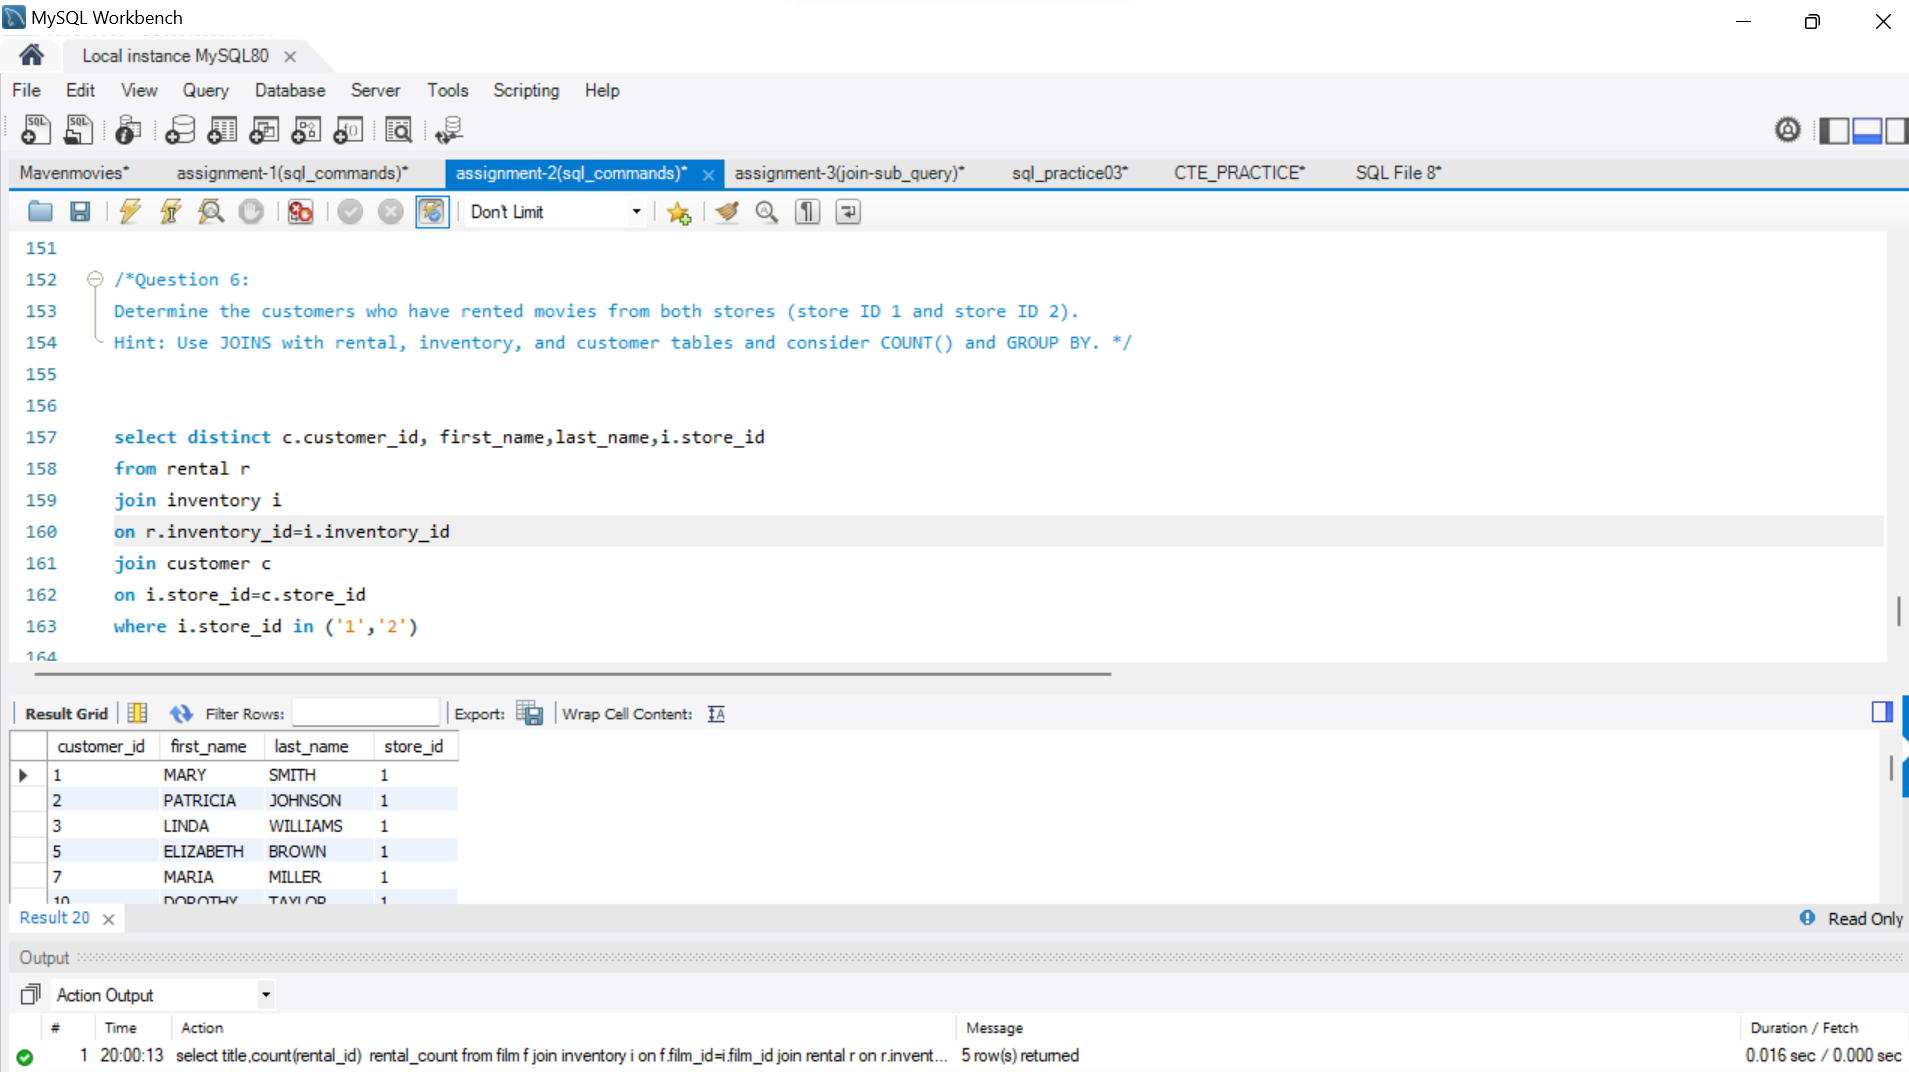 MySQL Workbench
Local instance MySQL80
File Edit View Query Database Server Tools Scripting Help
Mavenmovies* assignment-1(sql_commands)* assignment-2(sql_commands)* assignment-3(join-sub_query)* sql_practice03* CTE_PRACTICE* SQL File 8*
Don't Limit
151
152 /*Question 6:
153 Determine the customers who have rented movies from both stores (store ID 1 and store ID 2).
154 Hint: Use JOINS with rental, inventory, and customer tables and consider COUNT() and GROUP BY. */
155
156
157 select distinct c.customer_id, first_name,last_name,i.store_id
158 from rental r
159 join inventory i
160 on r.inventory_id=i.inventory_id
161 join customer c
162 on i.store_id=c.store_id
163 where i.store_id in ('1','2')
164
Result Grid Filter Rows: Export: Wrap Cell Content:
customer_id first_name last_name store_id
1 MARY SMITH 1
2 PATRICIA JOHNSON 1
3 LINDA WILLIAMS 1
5 ELIZABETH BROWN 1
7 MARIA MILLER 1
10 DOROTHY TAYLOR 1
Result 20 Read Only
Output
Action Output
# Time Action Message Duration / Fetch
1 20:00:13 select title,count(rental_id) rental_count from film f join inventory i on f.film_id=i.film_id join rental r on r.invent... 5 row(s) returned 0.016 sec / 0.000 sec